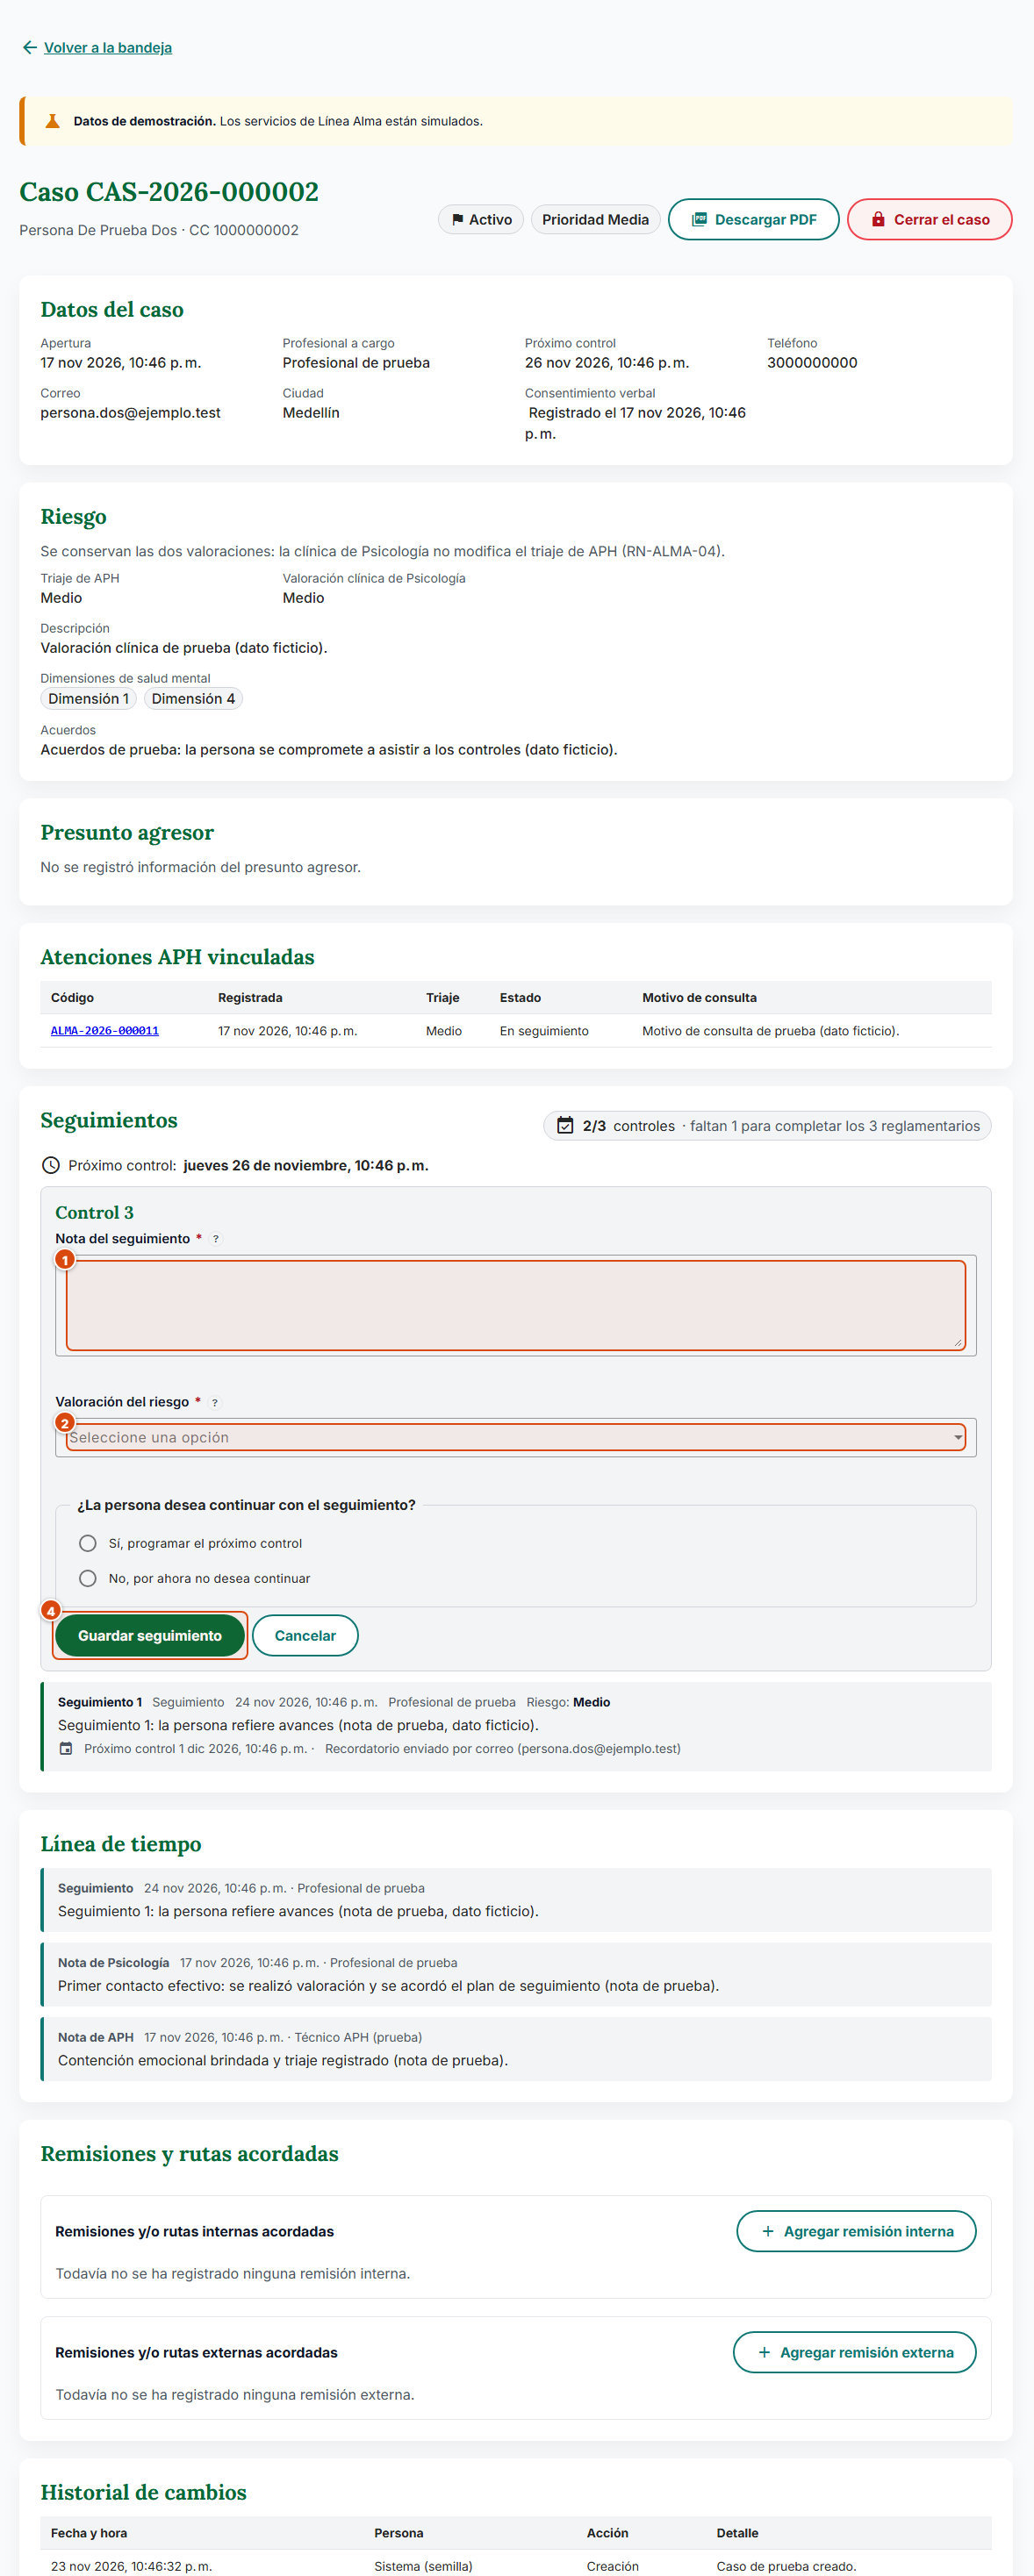 Volver a la bandeja
Datos de demostración. Los servicios de Línea Alma están simulados.
Caso CAS-2026-000002
Persona De Prueba Dos · CC 1000000002
Activo
Prioridad Media
Descargar PDF
Cerrar el caso
Datos del caso
Apertura
17 nov 2026, 10:46 p. m.
Profesional a cargo
Profesional de prueba
Próximo control
26 nov 2026, 10:46 p. m.
Teléfono
3000000000
Correo
persona.dos@ejemplo.test
Ciudad
Medellín
Consentimiento verbal
Registrado el 17 nov 2026, 10:46
p. m.
Riesgo
Se conservan las dos valoraciones: la clínica de Psicología no modifica el triaje de APH (RN-ALMA-04).
Triaje de APH
Medio
Valoración clínica de Psicología
Medio
Descripción
Valoración clínica de prueba (dato ficticio).
Dimensiones de salud mental
Dimensión 1 Dimensión 4
Acuerdos
Acuerdos de prueba: la persona se compromete a asistir a los controles (dato ficticio).
Presunto agresor
No se registró información del presunto agresor.
Atenciones APH vinculadas
Código Registrada Triaje Estado Motivo de consulta
ALMA-2026-000011 17 nov 2026, 10:46 p. m. Medio En seguimiento Motivo de consulta de prueba (dato ficticio).
Seguimientos
2/3 controles · faltan 1 para completar los 3 reglamentarios
Próximo control: jueves 26 de noviembre, 10:46 p. m.
Control 3
Nota del seguimiento * ?
1
Valoración del riesgo * ?
2
Seleccione una opción
¿La persona desea continuar con el seguimiento?
Sí, programar el próximo control
No, por ahora no desea continuar
4
Guardar seguimiento
Cancelar
Seguimiento 1 Seguimiento 24 nov 2026, 10:46 p. m. Profesional de prueba Riesgo: Medio
Seguimiento 1: la persona refiere avances (nota de prueba, dato ficticio).
Próximo control 1 dic 2026, 10:46 p. m. · Recordatorio enviado por correo (persona.dos@ejemplo.test)
Línea de tiempo
Seguimiento 24 nov 2026, 10:46 p. m. · Profesional de prueba
Seguimiento 1: la persona refiere avances (nota de prueba, dato ficticio).
Nota de Psicología 17 nov 2026, 10:46 p. m. · Profesional de prueba
Primer contacto efectivo: se realizó valoración y se acordó el plan de seguimiento (nota de prueba).
Nota de APH 17 nov 2026, 10:46 p. m. · Técnico APH (prueba)
Contención emocional brindada y triaje registrado (nota de prueba).
Remisiones y rutas acordadas
Remisiones y/o rutas internas acordadas
Agregar remisión interna
Todavía no se ha registrado ninguna remisión interna.
Remisiones y/o rutas externas acordadas
Agregar remisión externa
Todavía no se ha registrado ninguna remisión externa.
Historial de cambios
Fecha y hora Persona Acción Detalle
23 nov 2026, 10:46:32 p. m. Sistema (semilla) Creación Caso de prueba creado.